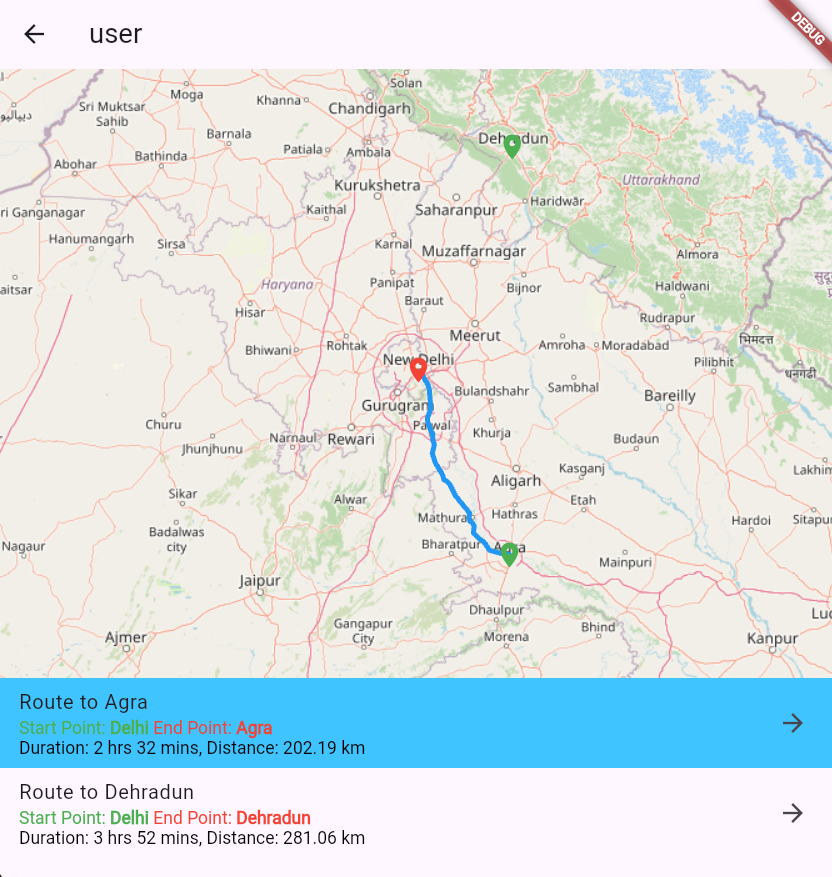 user
DEBUG
Solan
Moga
Khanna
Chandigarh
Sri Muktsar
Sahib
Barnala
Patiala
Ambala
Dehradun
Abohar
Bathinda
Kurukshetra
Uttarakhand
ri Ganganagar
Kaithal
Saharanpur
Haridwar
Hanumangarh
Sirsa
Karnal
Muzaffarnagar
Almora
aitsar
Haryana
Panipat
Bijnor
Haldwani
Hisar
Baraut
Rudrapur
Bhiwani
Rohtak
Meerut
Amroha
Moradabad
भिमदत्त
New Delhi
Pilibhit
धनगढी
Gurugram
Bulandshahr
Sambhal
Bareilly
Churu
Palwal
Jhunjhunu
Narnaul
Rewari
Khurja
Budaun
Aligarh
Kasganj
Lakhim
Sikar
Alwar
Hathras
Etah
Badalwas
city
Mathura
Hardoi
Sitapu
Nagaur
Bharatpur
Agra
Mainpuri
Jaipur
Dhaulpur
Luc
Ajmer
Gangapur
City
Morena
Bhind
Kanpur
Route to Agra
Start Point: Delhi End Point: Agra
Duration: 2 hrs 32 mins, Distance: 202.19 km
Route to Dehradun
Start Point: Delhi End Point: Dehradun
Duration: 3 hrs 52 mins, Distance: 281.06 km